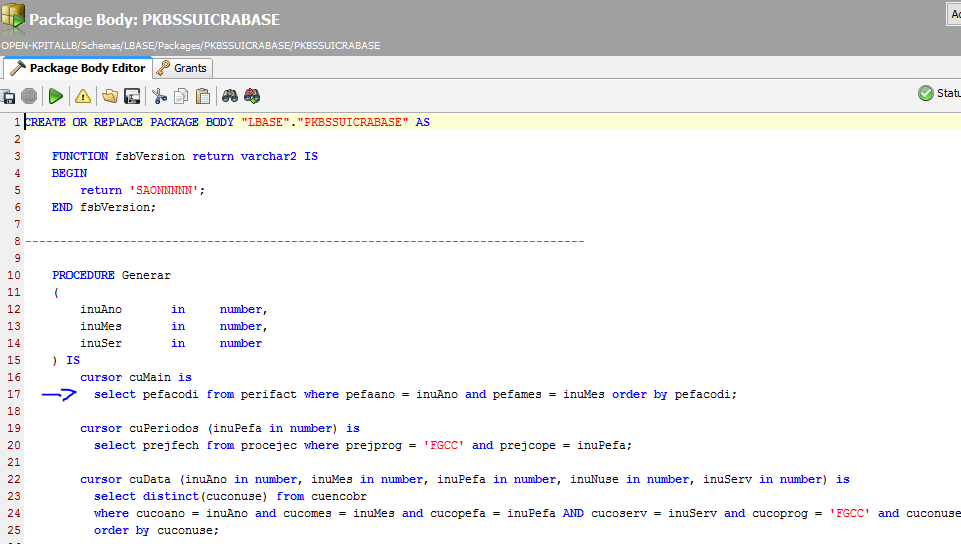 Package Body: PKBSSUICRABASE
OPEN-KPITALLB/Schemas/LBASE/Packages/PKBSSUICRABASE/PKBSSUICRABASE
Package Body Editor Grants
1 CREATE OR REPLACE PACKAGE BODY "LBASE"."PKBSSUICRABASE" AS
2
3 FUNCTION fsbVersion return varchar2 IS
4 BEGIN
5 return 'SAONNNNN';
6 END fsbVersion;
7
8 --------------------------------------------------------------------------------
9
10 PROCEDURE Generar
11 (
12 inuAno in number,
13 inuMes in number,
14 inuSer in number
15 ) IS
16 cursor cuMain is
17 select pefacodi from perifact where pefaano = inuAno and pefames = inuMes order by pefacodi;
18
19 cursor cuPeriodos (inuPefa in number) is
20 select prejfech from procejec where prejprog = 'FGCC' and prejcope = inuPefa;
21
22 cursor cuData (inuAno in number, inuMes in number, inuPefa in number, inuNuse in number, inuServ in number) is
23 select distinct(cuconuse) from cuencobr
24 where cucoano = inuAno and cucomes = inuMes and cucopefa = inuPefa AND cucoserv = inuServ and cucoprog = 'FGCC' and cuconuse
25 order by cuconuse;